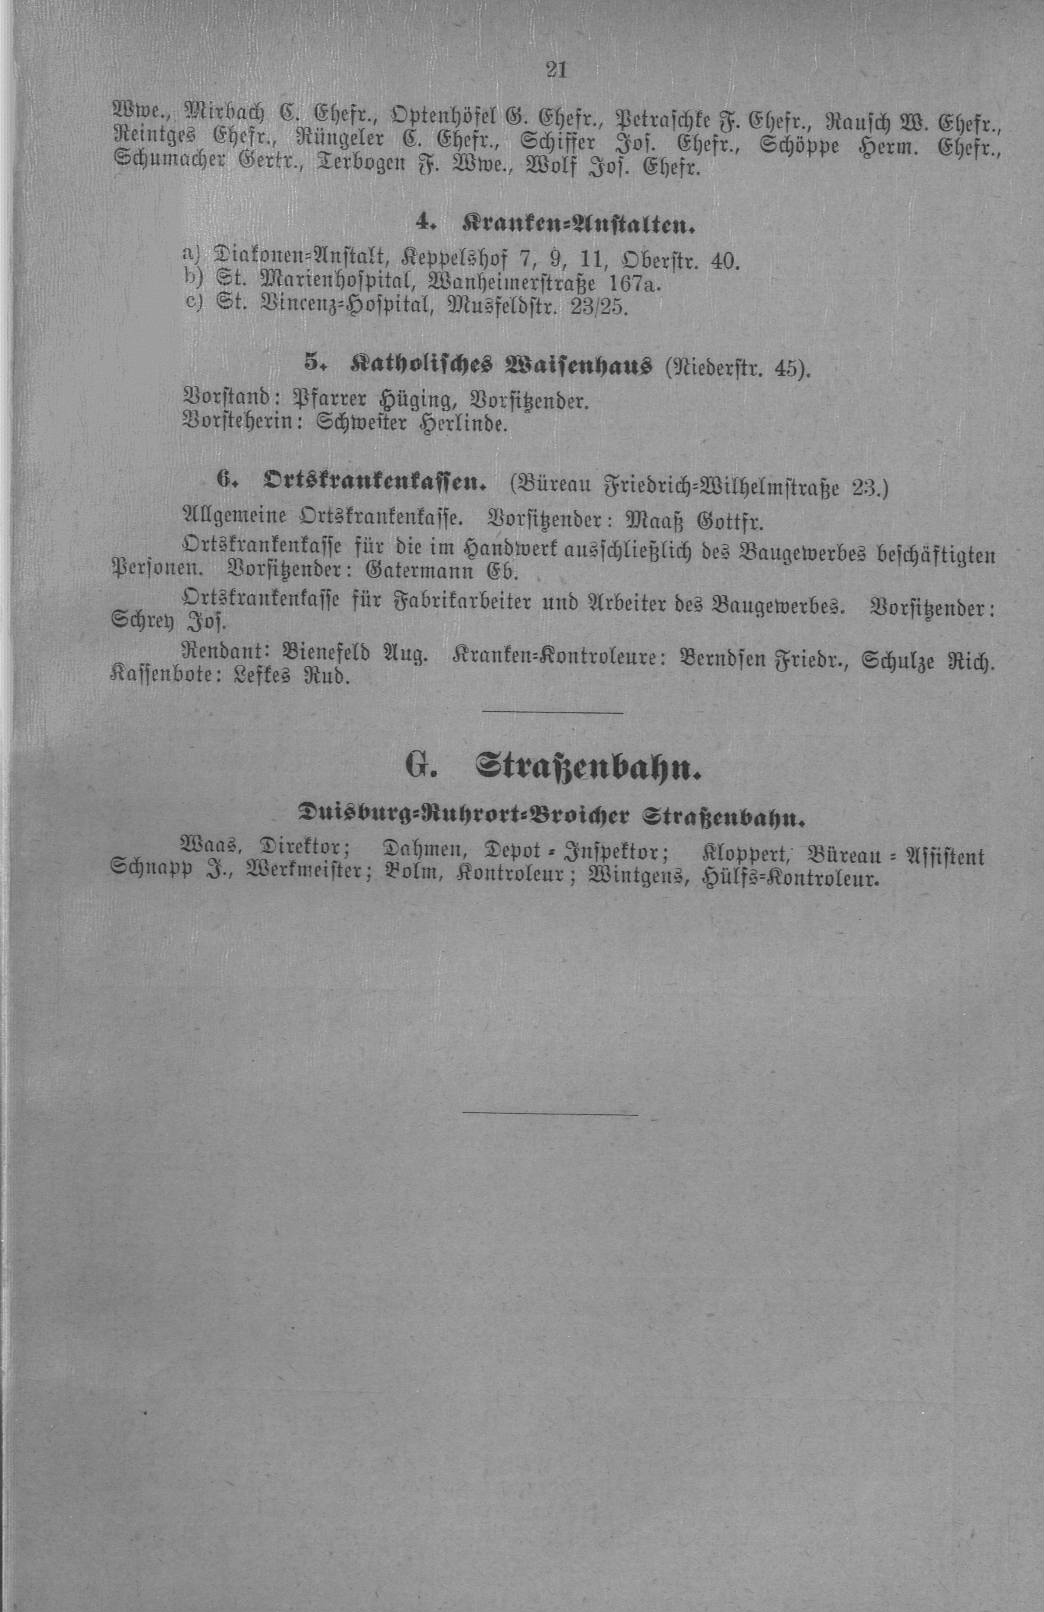 21
Wwe., Mirbach C. Ehefr., Optenhösel G. Ehefr., Petraschke F. Ehefr., Rausch W. Ehefr.,
Reintges Ehefr., Rüngeler C. Ehefr., Schiffer Jos. Ehefr., Schöppe Herm. Ehefr.,
Schumacher Gertr., Terbogen F. Wwe., Wolf Jos. Ehefr.
4. Kranken-Anstalten.
a) Diakonen-Anstalt, Keppelshof 7, 9, 11, Oberstr. 40.
b) St. Marienhospital, Wanheimerstraße 167a.
c) St. Vincenz-Hospital, Musfeldstr. 23/25.
5. Katholisches Waisenhaus (Niederstr. 45).
Vorstand: Pfarrer Hüging, Vorsitzender.
Vorsteherin: Schwester Herlinde.
6. Ortskrankenkassen. (Büreau Friedrich-Wilhelmstraße 23.)
Allgemeine Ortskrankenkasse. Vorsitzender: Maaß Gottfr.
Ortskrankenkasse für die im Handwerk ausschließlich des Baugewerbes beschäftigten
Personen. Vorsitzender: Gatermann Eb.
Ortskrankenkasse für Fabrikarbeiter und Arbeiter des Baugewerbes. Vorsitzender:
Schrey Jos.
Rendant: Bienefeld Aug. Kranken-Kontroleure: Berndsen Friedr., Schulze Rich.
Kassenbote: Lefkes Rud.
G. Straßenbahn.
Duisburg-Ruhrort-Broicher Straßenbahn.
Waas, Direktor; Dahmen, Depot-Inspektor; Kloppert, Büreau-Assistent
Schnapp J., Werkmeister; Bolm, Kontroleur; Wintgens, Hülfs-Kontroleur.